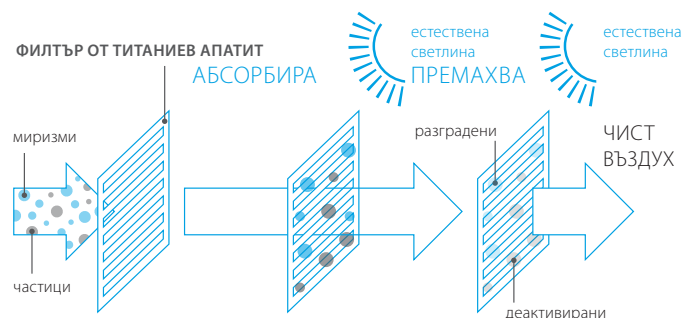 ФИЛТЪР ОТ ТИТАНИЕВ АПАТИТ
АБСОРБИРА
естествена
светлина
ПРЕМАХВА
естествена
светлина
миризми
частици
разградени
деактивирани
ЧИСТ
ВЪЗДУХ